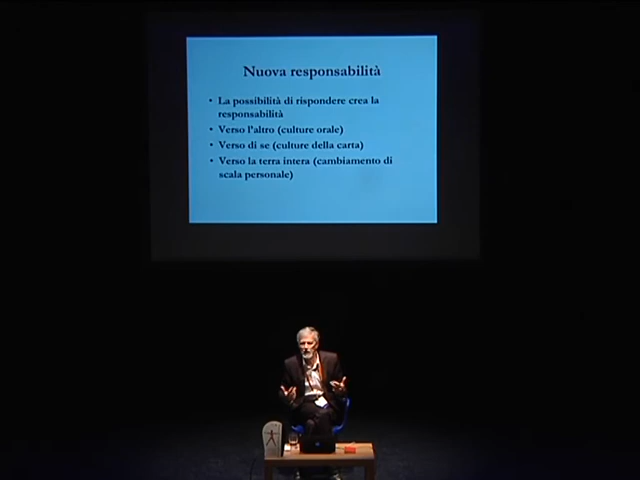 Nuova responsabilità
• La possibilità di rispondere crea la
responsabilità
• Verso l'altro (culture orale)
• Verso di se (culture della carta)
• Verso la terra intera (cambiamento di
scala personale)